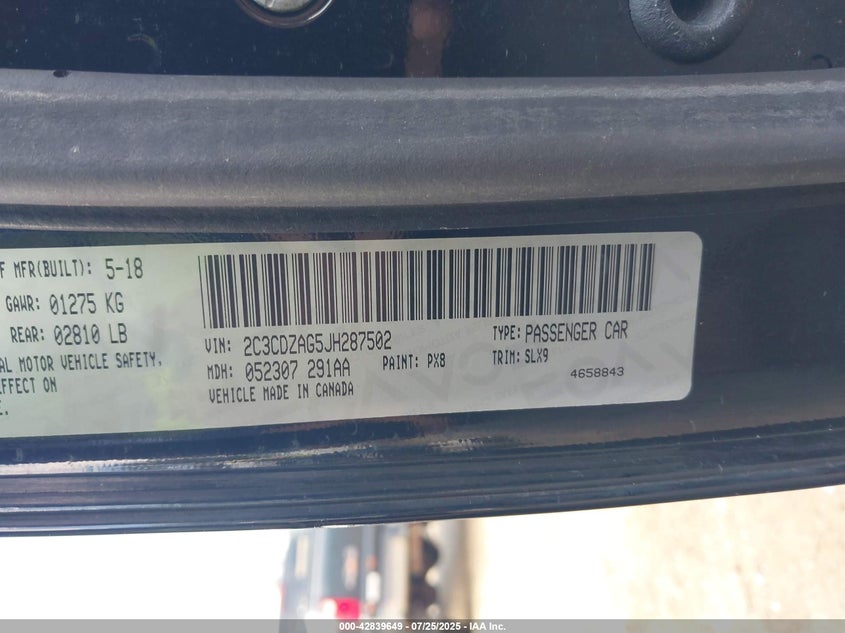 F MFR(BUILT): 5-18
GAWR: 01275 KG
REAR: 02810 LB
AL MOTOR VEHICLE SAFETY,
EFFECT ON
E.
VIN: 2C3CDZAG5JH287502 TYPE: PASSENGER CAR
MDH: 052307 291AA PAINT: PX8 TRIM: SLX9
VEHICLE MADE IN CANADA 4658843
000-42839649 - 07/25/2025 - IAA Inc.